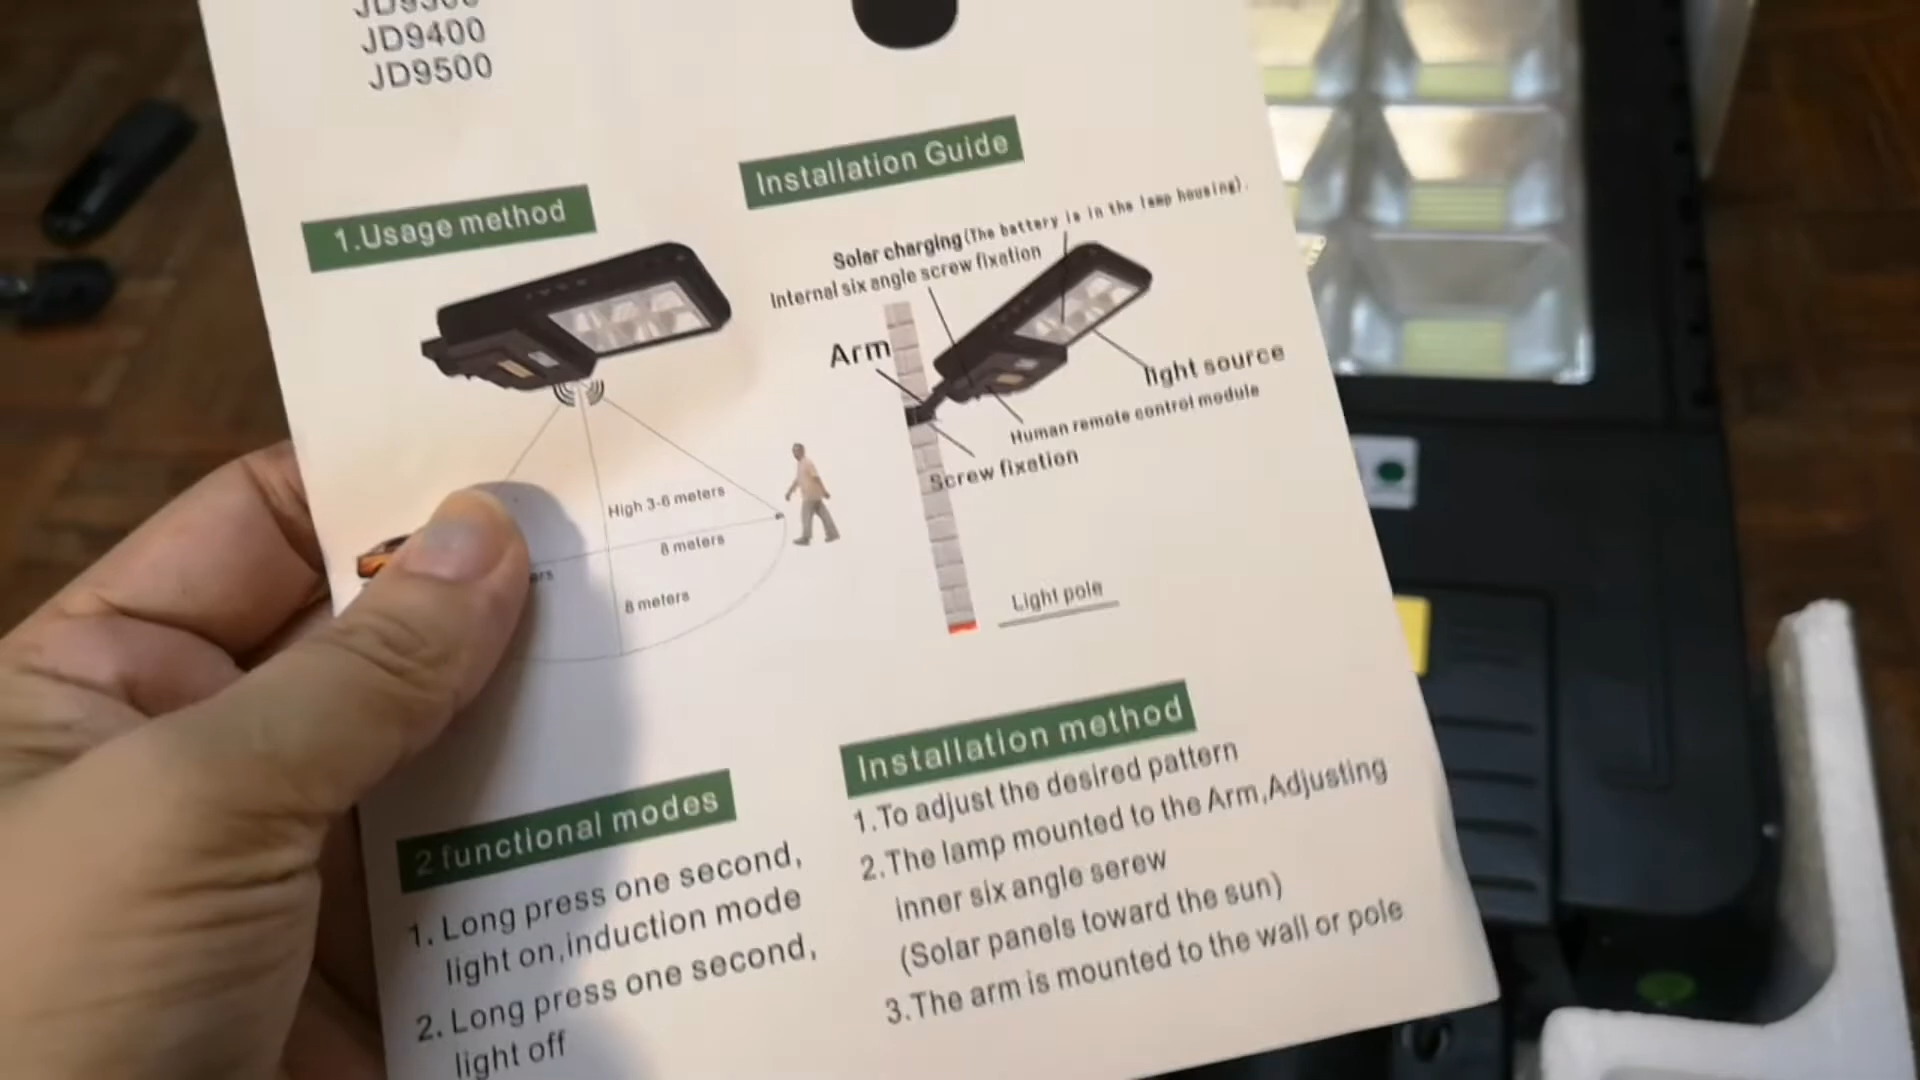 JD9400
JD9500
1.Usage method
High 3-6 meters
8 meters
8 meters
Installation Guide
Solar charging(The battery is in the lamp housing).
Internal six angle screw fixation
Arm
light source
Human remote control module
Screw fixation
Light pole
2 functional modes
1. Long press one second,
light on,induction mode
2. Long press one second,
light off
Installation method
1.To adjust the desired pattern
2.The lamp mounted to the Arm,Adjusting
inner six angle serew
(Solar panels toward the sun)
3.The arm is mounted to the wall or pole